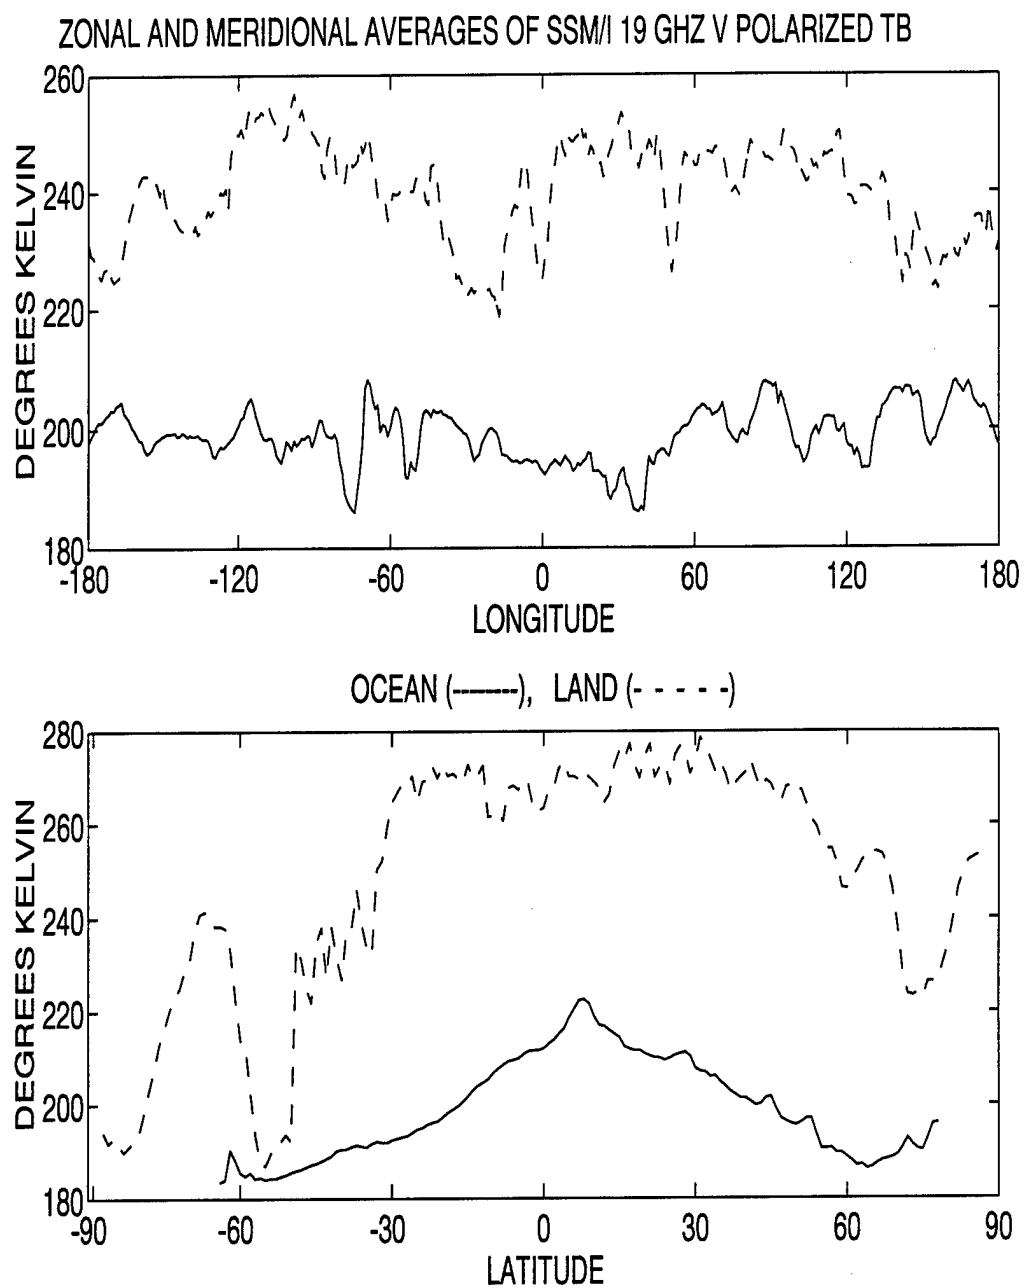 ZONAL AND MERIDIONAL AVERAGES OF SSM/I 19 GHZ V POLARIZED TB
260
240
220
200
180
DEGREES KELVIN
-180 -120 -60 0 60 120 180
LONGITUDE
OCEAN (-------), LAND (- - - - - -)
280
260
240
220
200
180
DEGREES KELVIN
-90 -60 -30 0 30 60 90
LATITUDE